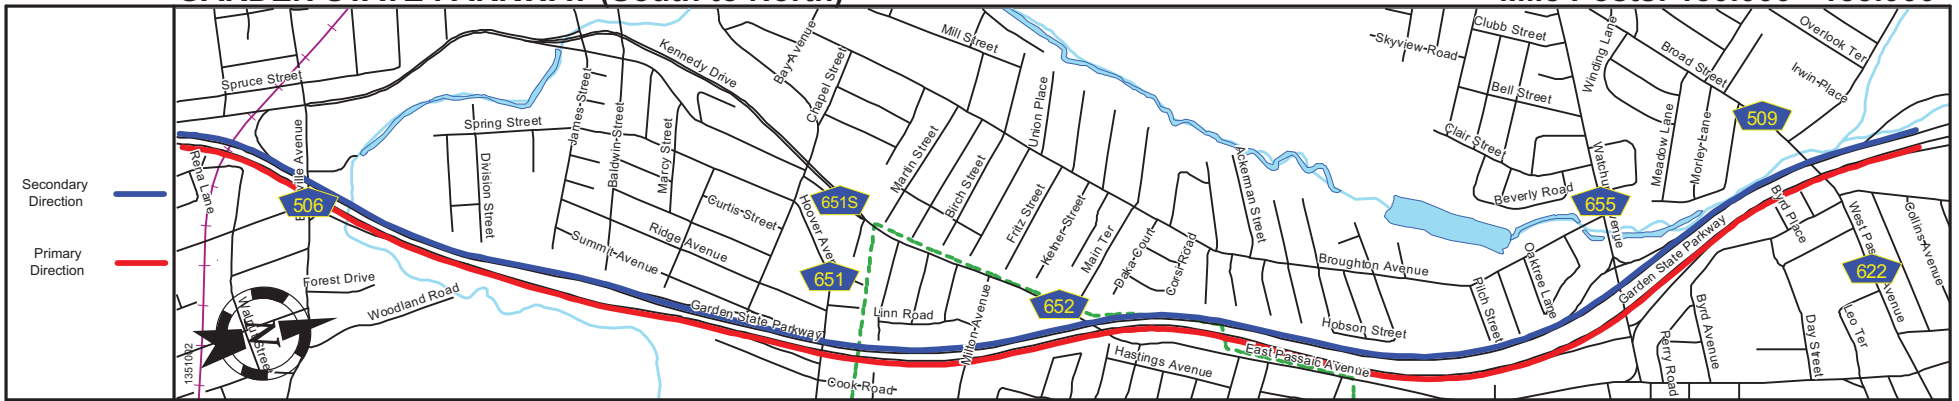 Secondary
Direction
Primary
Direction
Spruce Street
Rena Lane
506
Forest Drive
Woodland Road
Walnut Street
N
1351002
Spring Street
Division Street
James Street
Baldwin Street
Marcy Street
Kennedy Drive
Bay Avenue
Chapel Street
Curtis Street
Ridge Avenue
Summit Avenue
Garden State Parkway
Hoover Ave
651S
651
Linn Road
Cook Road
Milton Avenue
Mill Street
Union Place
Martin Street
Birch Street
Fritz Street
Ketner Street
Main Ter
Daka Court
Cosi Road
652
Ackerman Street
Hastings Avenue
East Passaic Avenue
Broughton Avenue
Hobson Street
Pilch Street
Oaktree Lane
Skyview Road
Clubb Street
Bell Street
Clair Street
Beverly Road
Winding Lane
655
Meadow Lane
Morley Lane
Broad Street
Overlook Ter
Irwin Place
509
Garden State Parkway
Byrd Place
Byrd Avenue
Perry Road
Day Street
Leo Ter
622
Collins Avenue